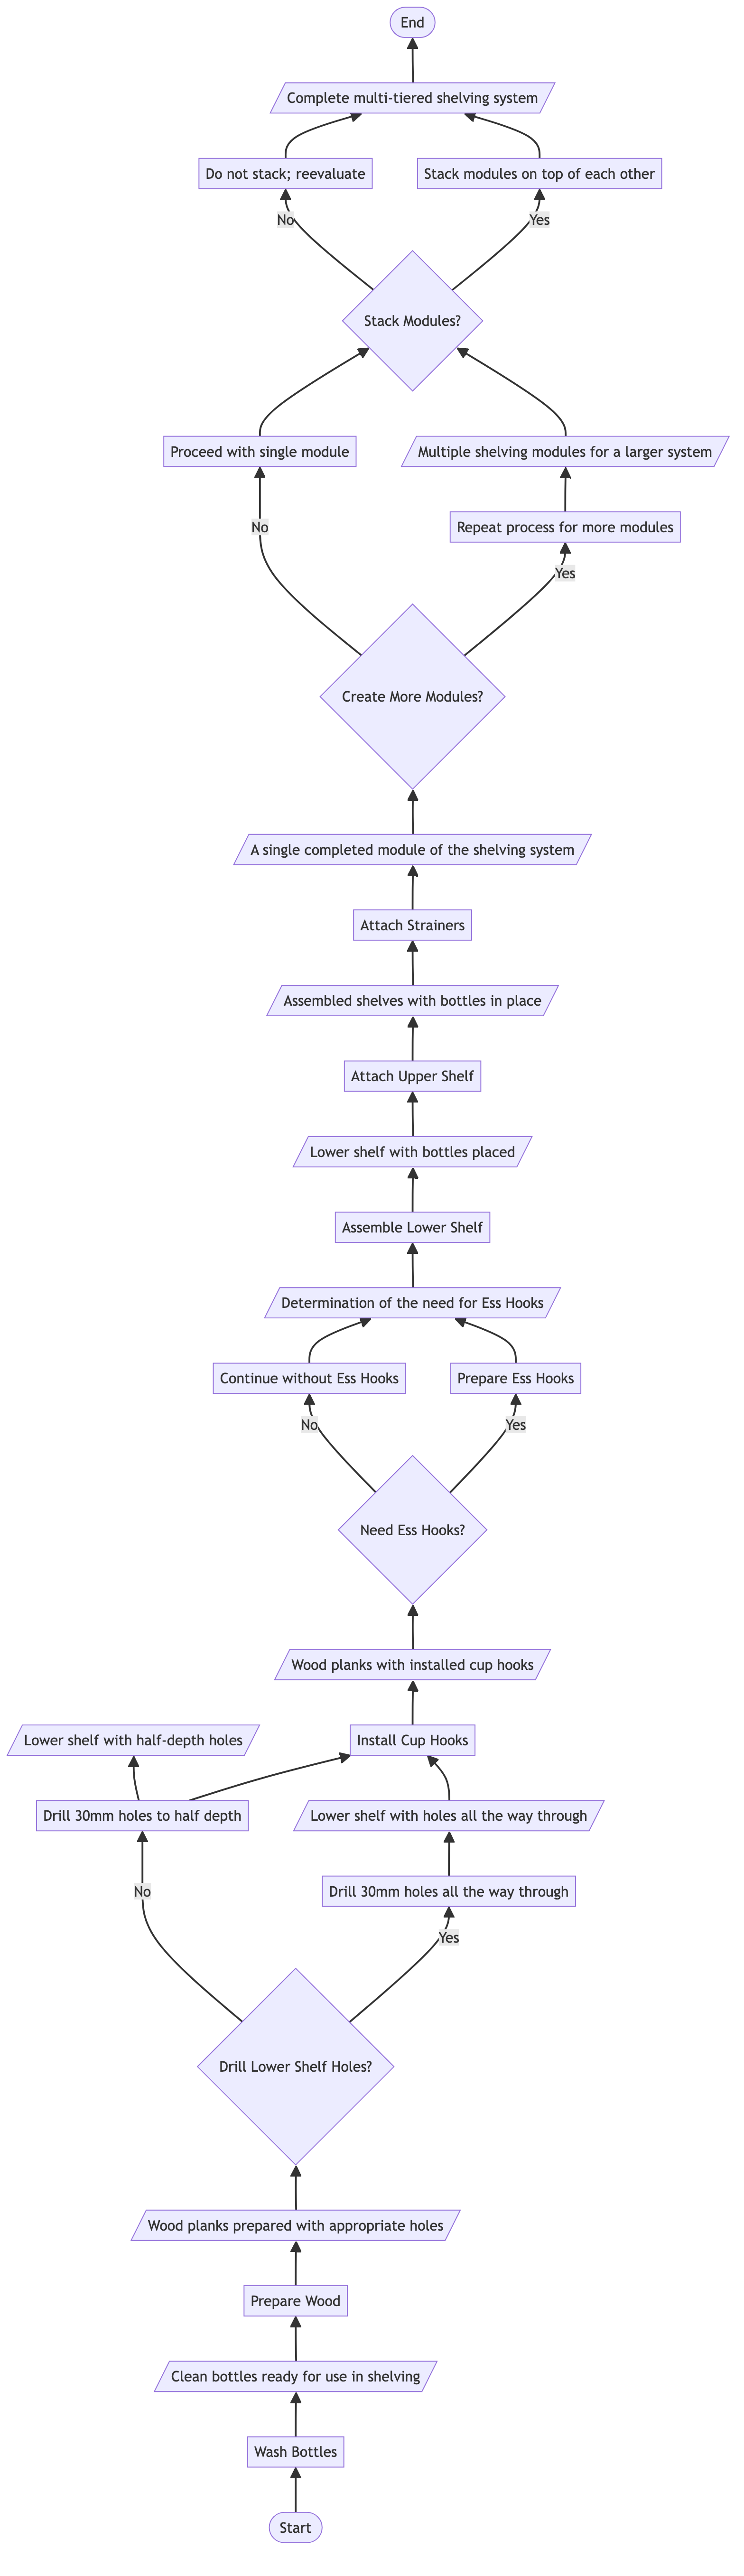 End
Complete multi-tiered shelving system
Do not stack; reevaluate
Stack modules on top of each other
No
Yes
Stack Modules?
Proceed with single module
Multiple shelving modules for a larger system
No
Repeat process for more modules
Yes
Create More Modules?
A single completed module of the shelving system
Attach Strainers
Assembled shelves with bottles in place
Attach Upper Shelf
Lower shelf with bottles placed
Assemble Lower Shelf
Determination of the need for Ess Hooks
Continue without Ess Hooks
Prepare Ess Hooks
No
Yes
Need Ess Hooks?
Wood planks with installed cup hooks
Lower shelf with half-depth holes
Install Cup Hooks
Drill 30mm holes to half depth
Lower shelf with holes all the way through
No
Drill 30mm holes all the way through
Yes
Drill Lower Shelf Holes?
Wood planks prepared with appropriate holes
Prepare Wood
Clean bottles ready for use in shelving
Wash Bottles
Start